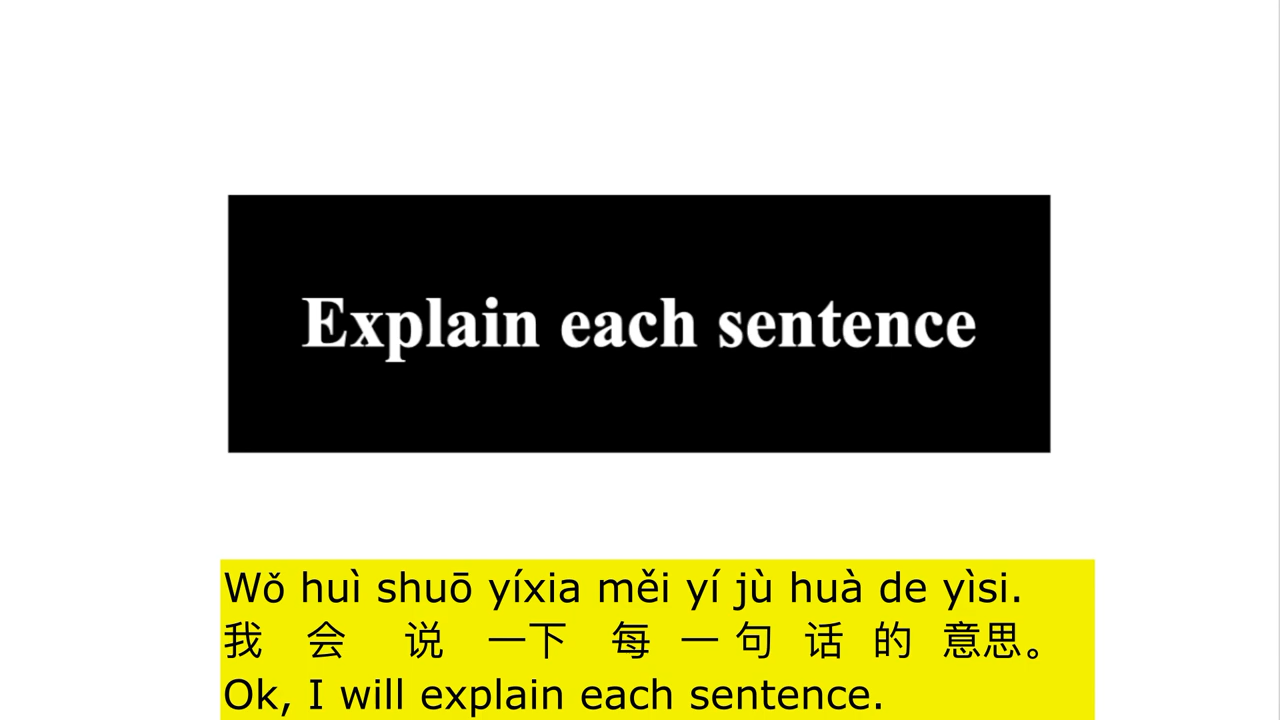 Explain each sentence
Wǒ huì shuō yíxia měi yí jù huà de yìsi.
我 会 说 一下 每 一 句 话 的 意思。
Ok, I will explain each sentence.